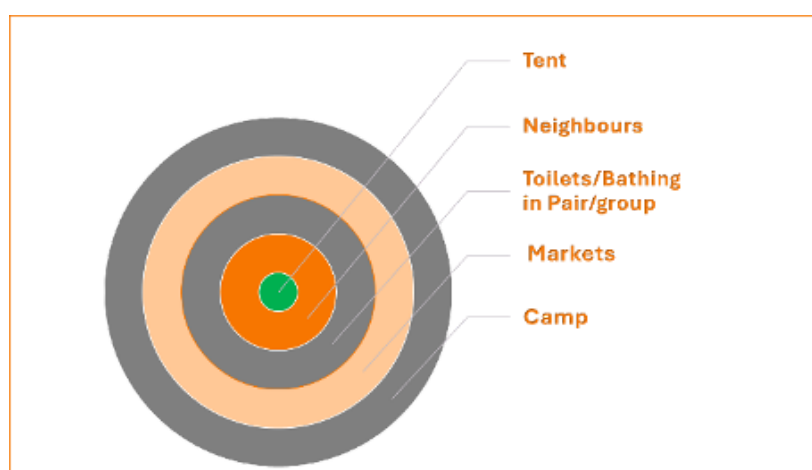 Tent
Neighbours
Toilets/Bathing
in Pair/group
Markets
Camp